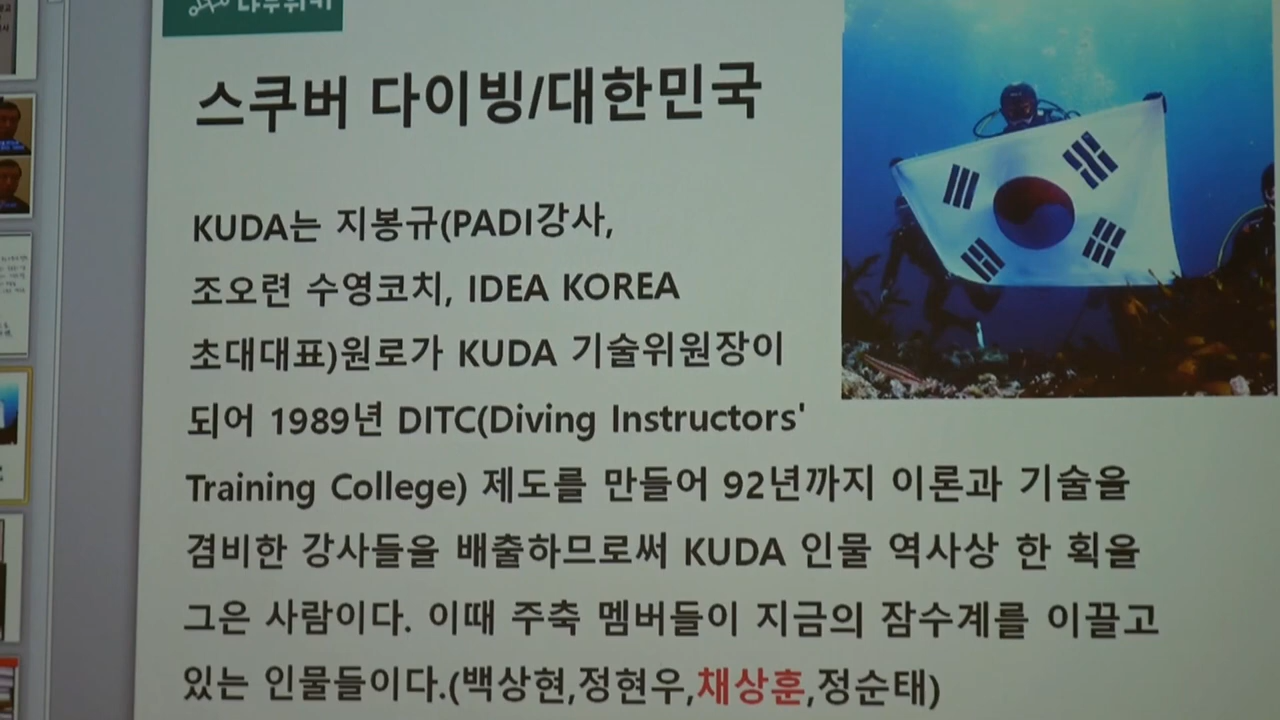 나무위키
스쿠버 다이빙/대한민국
KUDA는 지봉규(PADI강사,
조오련 수영코치, IDEA KOREA
초대대표)원로가 KUDA 기술위원장이
되어 1989년 DITC(Diving Instructors'
Training College) 제도를 만들어 92년까지 이론과 기술을
겸비한 강사들을 배출하므로써 KUDA 인물 역사상 한 획을
그은 사람이다. 이때 주축 멤버들이 지금의 잠수계를 이끌고
있는 인물들이다.(백상현,정현우,채상훈,정순태)